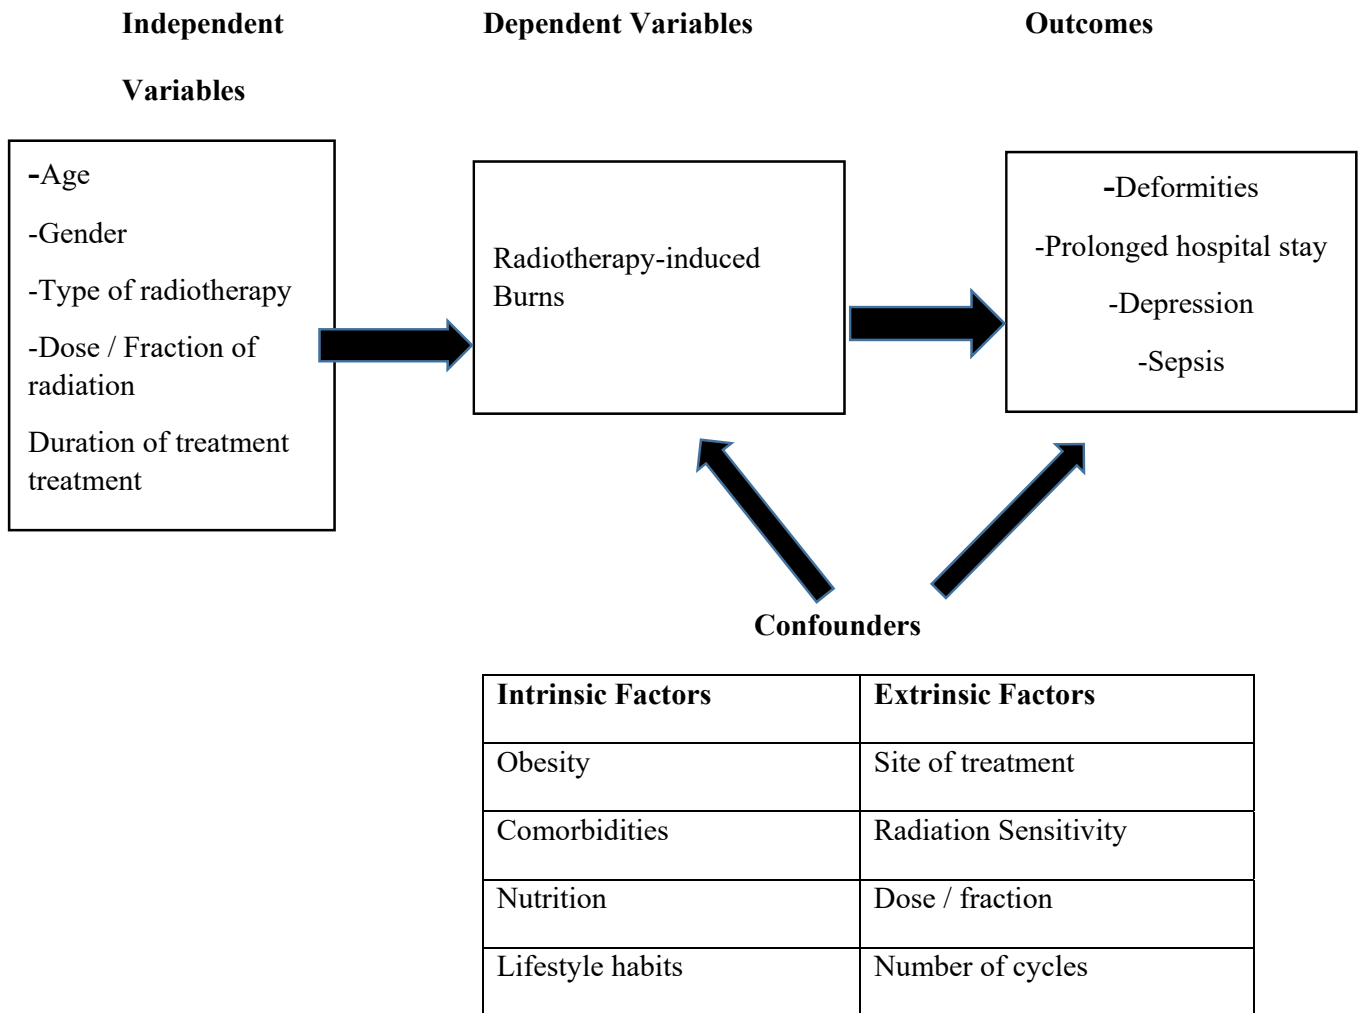 Independent
Variables
Dependent Variables
Outcomes
-Age
-Gender
-Type of radiotherapy
-Dose / Fraction of
radiation
Duration of treatment
treatment
Radiotherapy-induced
Burns
-Deformities
-Prolonged hospital stay
-Depression
-Sepsis
Confounders
Intrinsic Factors
Extrinsic Factors
Obesity
Site of treatment
Comorbidities
Radiation Sensitivity
Nutrition
Dose / fraction
Lifestyle habits
Number of cycles